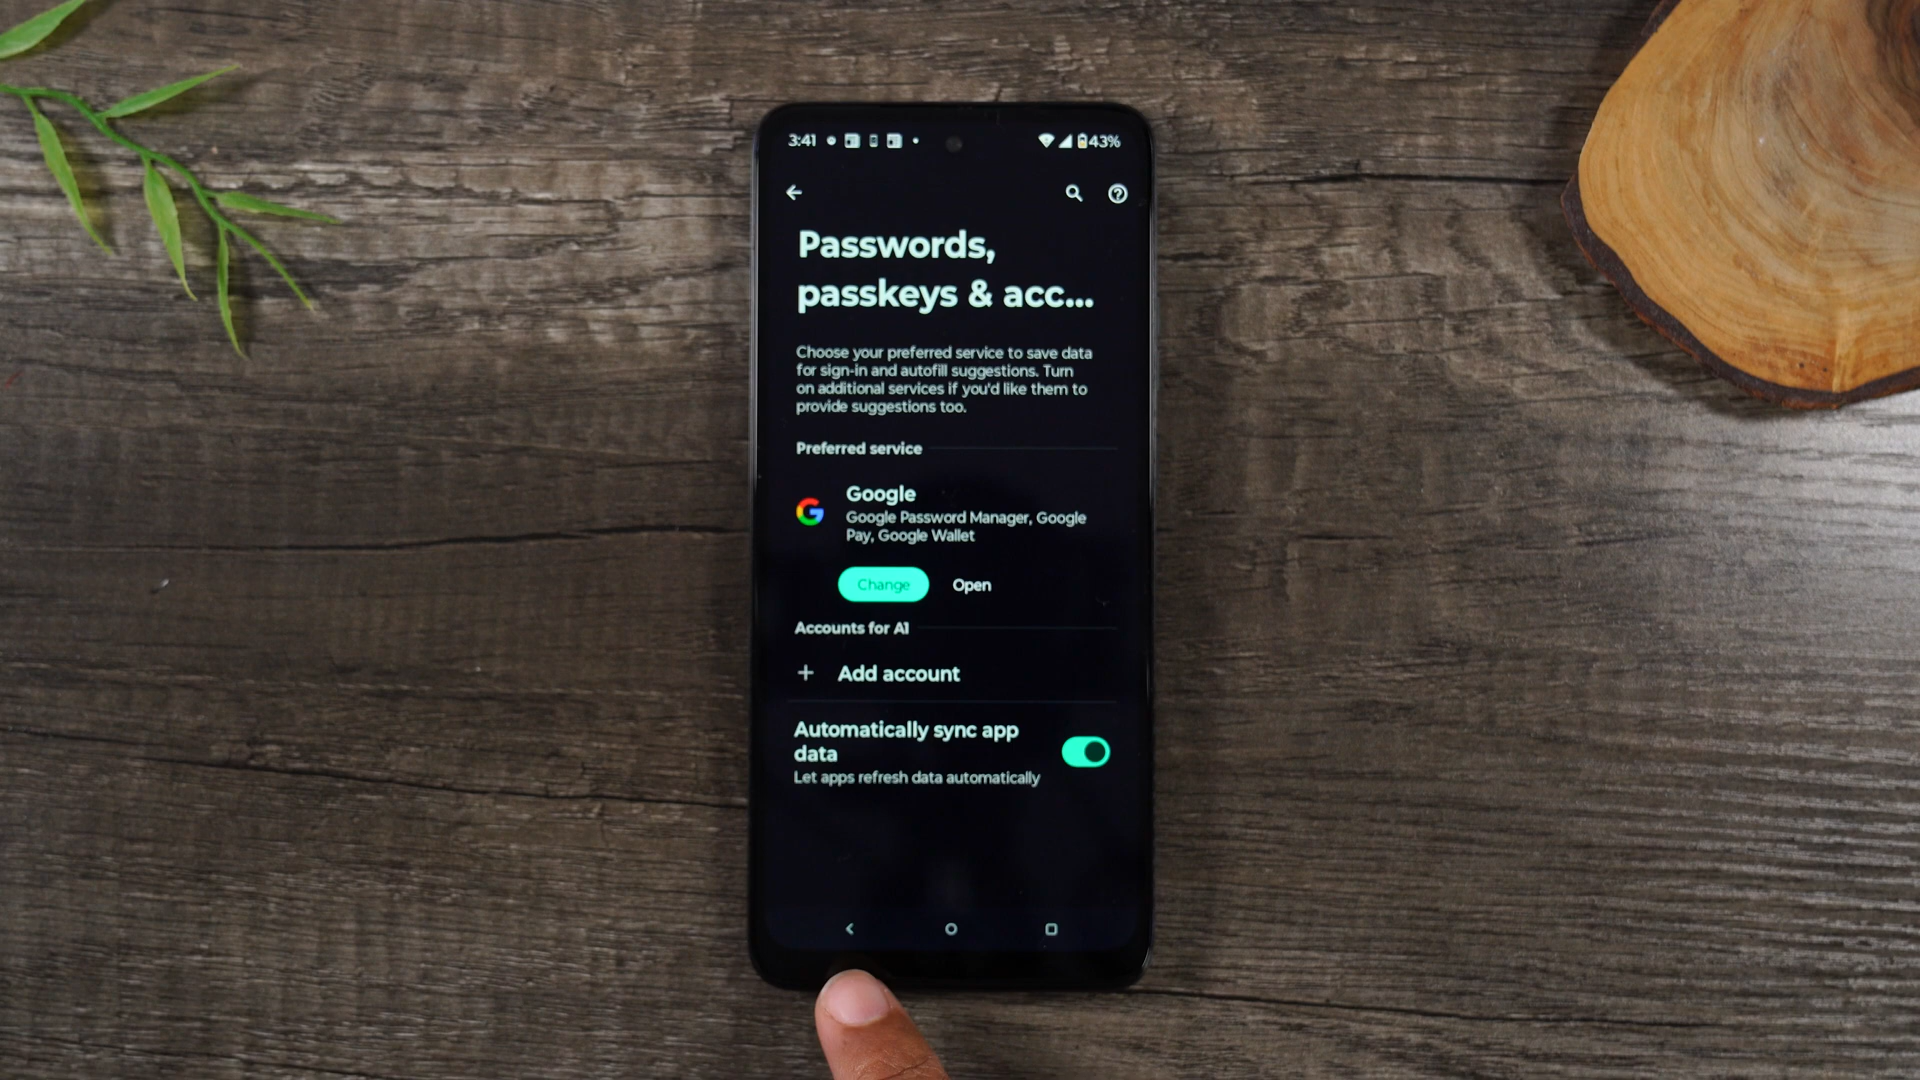 3:41
43%
Passwords,
passkeys & acc...
Choose your preferred service to save data
for sign-in and autofill suggestions. Turn
on additional services if you'd like them to
provide suggestions too.
Preferred service
Google
Google Password Manager, Google
Pay, Google Wallet
Change Open
Accounts for A1
+ Add account
Automatically sync app
data
Let apps refresh data automatically